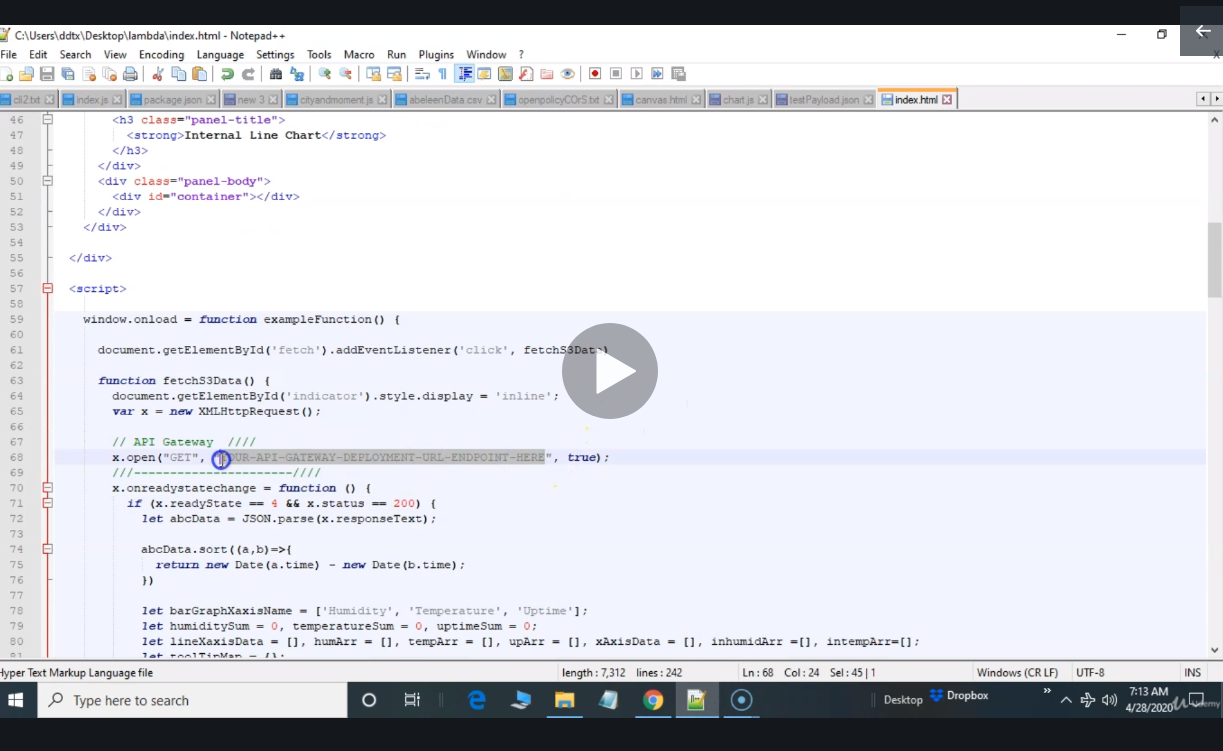 C:\Users\ddtx\Desktop\lambda\index.html - Notepad++
File Edit Search View Encoding Language Settings Tools Macro Run Plugins Window ?
cli2.txt index.js package.json new 3 cityandmoment.js abeleenData.csv openpolicyCOrS.txt canvas.html chart.js testPayload.json index.html
46 <h3 class="panel-title">
47 <strong>Internal Line Chart</strong>
48 </h3>
49 </div>
50 <div class="panel-body">
51 <div id="container"></div>
52 </div>
53 </div>
54
55 </div>
56
57 <script>
58
59 window.onload = function exampleFunction() {
60
61 document.getElementById('fetch').addEventListener('click', fetchS3Data)
62
63 function fetchS3Data() {
64 document.getElementById('indicator').style.display = 'inline';
65 var x = new XMLHttpRequest();
66
67 // API Gateway ////
68 x.open("GET", "YOUR-API-GATEWAY-DEPLOYMENT-URL-ENDPOINT-HERE", true);
69 ///----------------------////
70 x.onreadystatechange = function () {
71 if (x.readyState == 4 && x.status == 200) {
72 let abcData = JSON.parse(x.responseText);
73
74 abcData.sort((a,b)=>{
75 return new Date(a.time) - new Date(b.time);
76 })
77
78 let barGraphXaxisName = ['Humidity', 'Temperature', 'Uptime'];
79 let humiditySum = 0, temperatureSum = 0, uptimeSum = 0;
80 let lineXaxisData = [], humArr = [], tempArr = [], upArr = [], xAxisData = [], inhumidArr =[], intempArr=[];
81 let toolTipMap = {};
Hyper Text Markup Language file length : 7,312 lines : 242 Ln : 68 Col : 24 Sel : 45 | 1 Windows (CR LF) UTF-8 INS
Type here to search Desktop Dropbox 7:13 AM
4/28/2020 Udemy